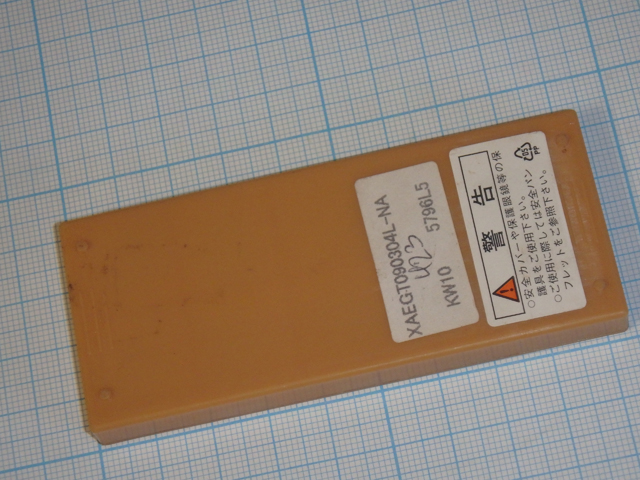 XAEGT090304L-NA
U23
KW10 5796L5
警告
○安全カバーや保護眼鏡等の保
護具をご使用下さい。
○ご使用に際しては安全パン
フレットをご参照下さい。
PP